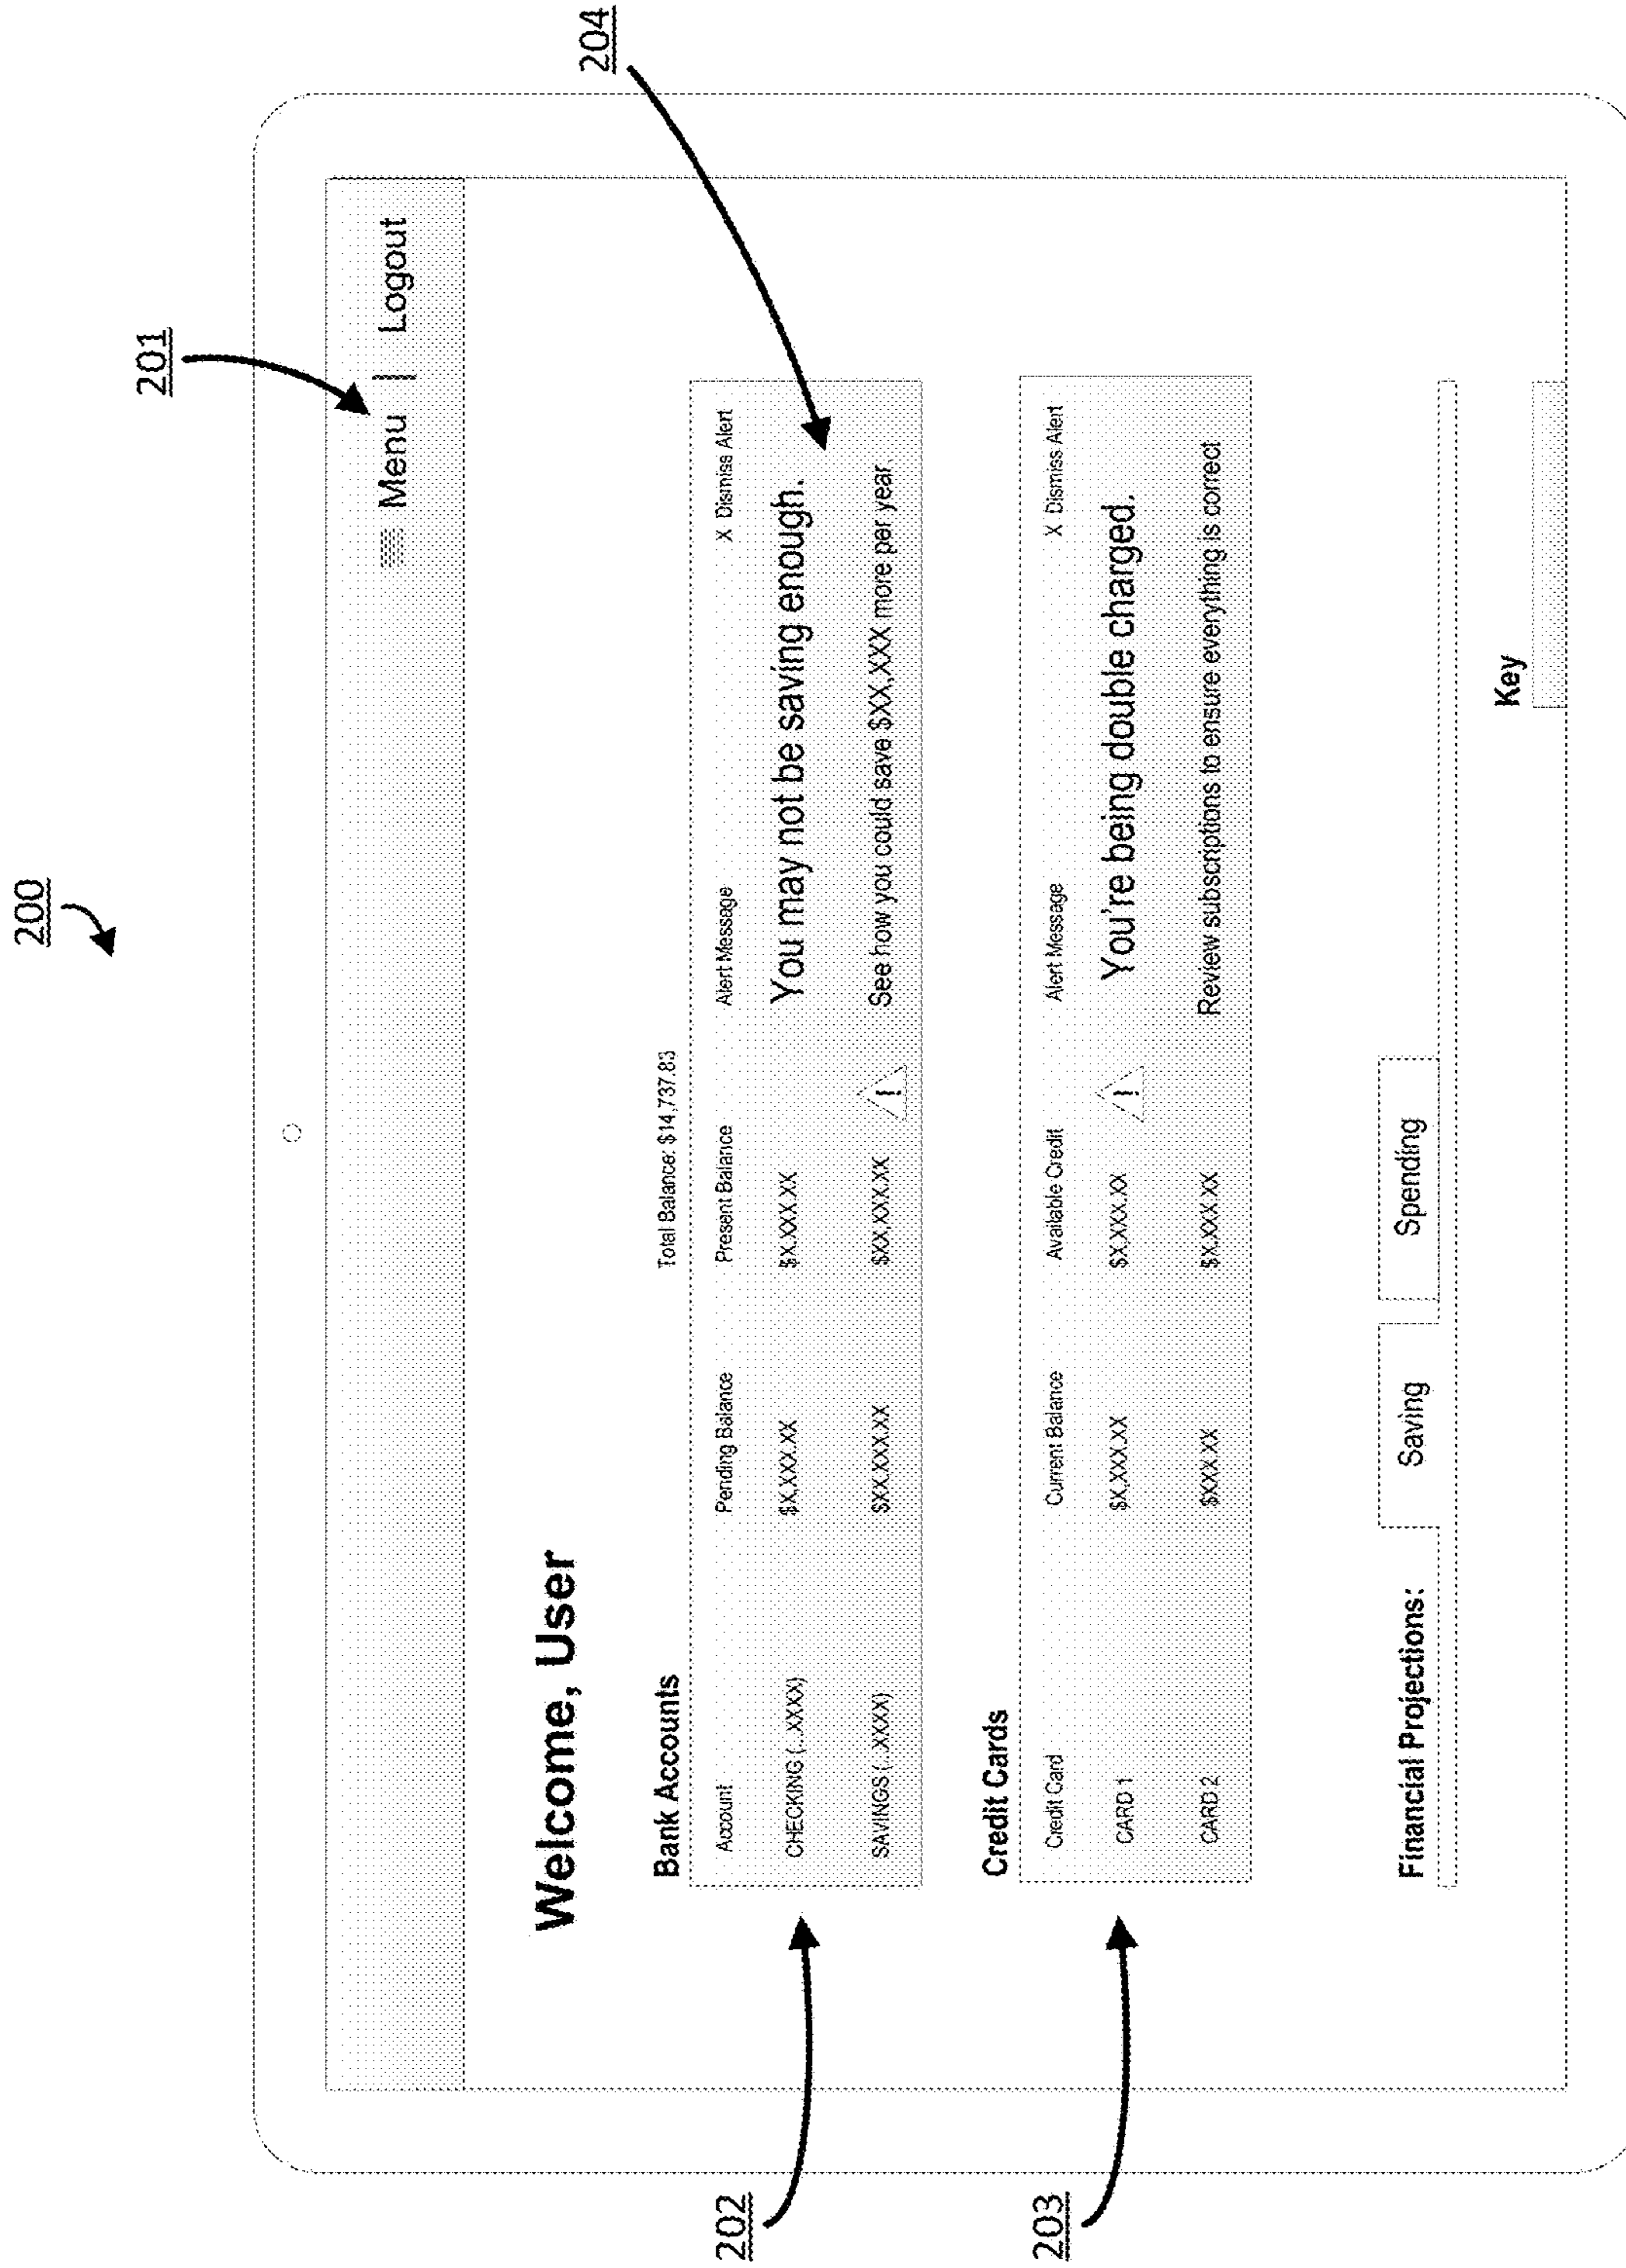 200
201
204
Menu | Logout
Welcome, User
Bank Accounts
Total Balance: $14,737.83
Account Pending Balance Present Balance Alert Message X Dismiss Alert
CHECKING (...XXXX) $X,XXX.XX $X,XXX.XX You may not be saving enough.
SAVINGS (...XXXX) $XX,XXX.XX $XX,XXX.XX ! See how you could save $XX,XXX more per year.
202
Credit Cards
Credit Card Current Balance Available Credit Alert Message X Dismiss Alert
CARD 1 $X,XXX.XX $X,XXX.XX ! You're being double charged.
CARD 2 $XXX.XX $X,XXX.XX Review subscriptions to ensure everything is correct
203
Financial Projections: Saving Spending
Key